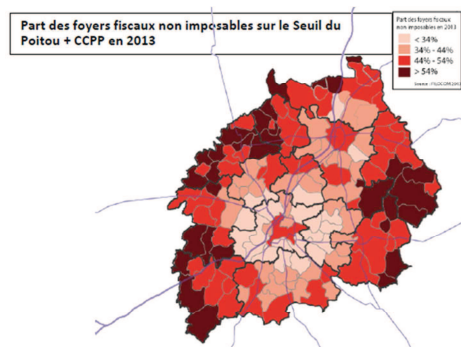 Part des foyers fiscaux non imposables sur le Seuil du
Poitou + CCPP en 2013
Part des foyers fiscaux
non imposables en 2013
< 34%
34% - 44%
44% - 54%
> 54%